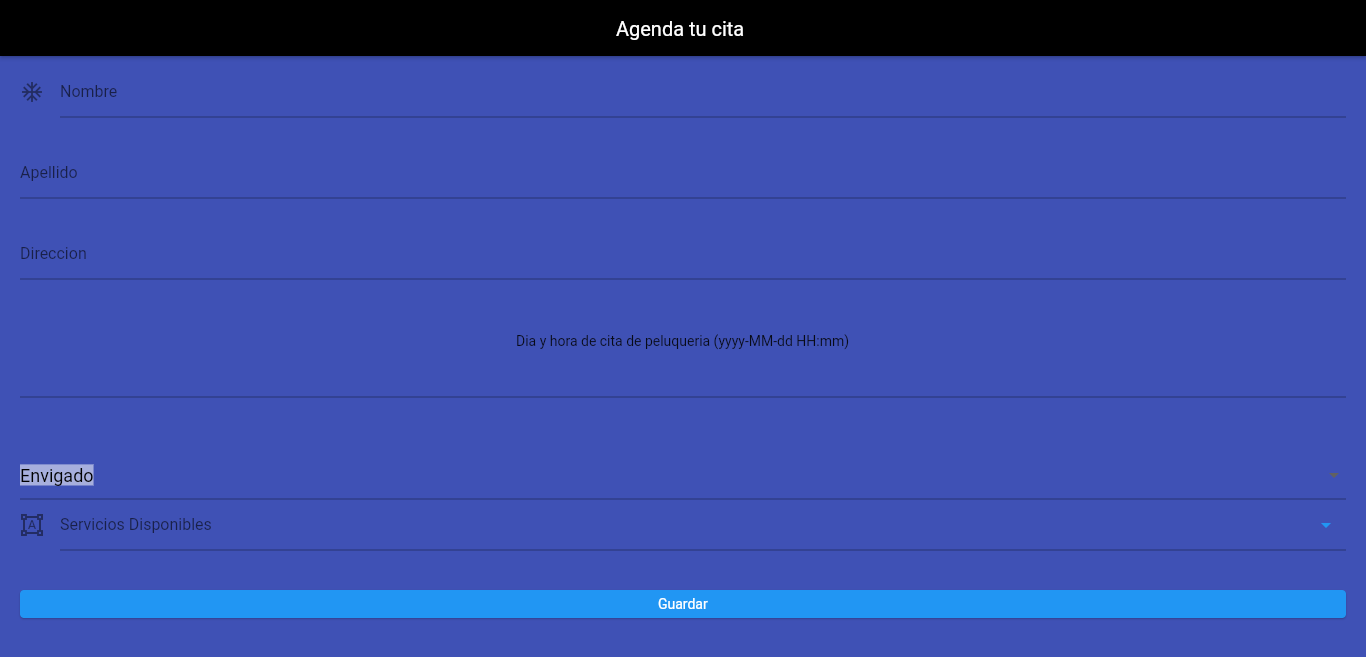 Agenda tu cita
Nombre
Apellido
Direccion
Dia y hora de cita de peluqueria (yyyy-MM-dd HH:mm)
Envigado
A Servicios Disponibles
Guardar